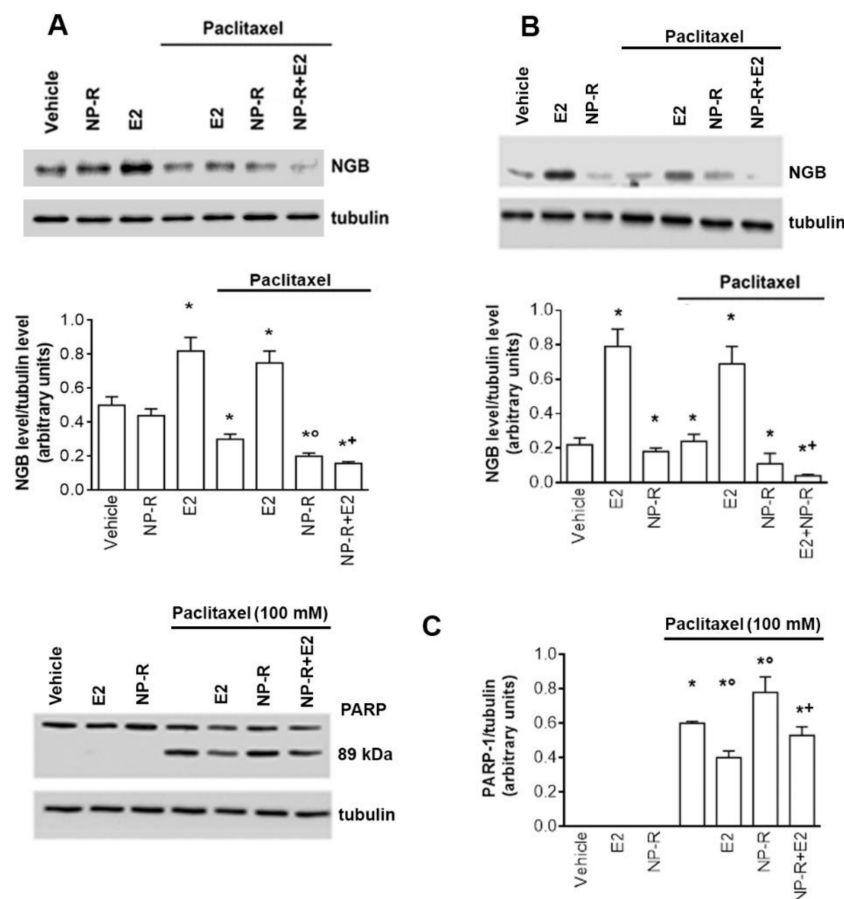 A
Paclitaxel
Vehicle
NP-R
E2
E2
NP-R
NP-R+E2
NGB
tubulin
Paclitaxel
NGB level/tubulin level
(arbitrary units)
1.0
0.8
0.6
0.4
0.2
0.0
*
*
*
*°
*+
Vehicle
NP-R
E2
E2
NP-R
NP-R+E2
B
Paclitaxel
Vehicle
E2
NP-R
E2
NP-R
NP-R+E2
NGB
tubulin
Paclitaxel
NGB level/tubulin level
(arbitrary units)
1.0
0.8
0.6
0.4
0.2
0.0
*
*
*
*
*
*+
Vehicle
E2
NP-R
E2
NP-R
E2+NP-R
Paclitaxel (100 mM)
Vehicle
E2
NP-R
E2
NP-R
NP-R+E2
PARP
89 kDa
tubulin
C
Paclitaxel (100 mM)
PARP-1/tubulin
(arbitrary units)
1.0
0.8
0.6
0.4
0.2
0.0
*
*°
*°
*+
Vehicle
E2
NP-R
E2
NP-R
NP-R+E2